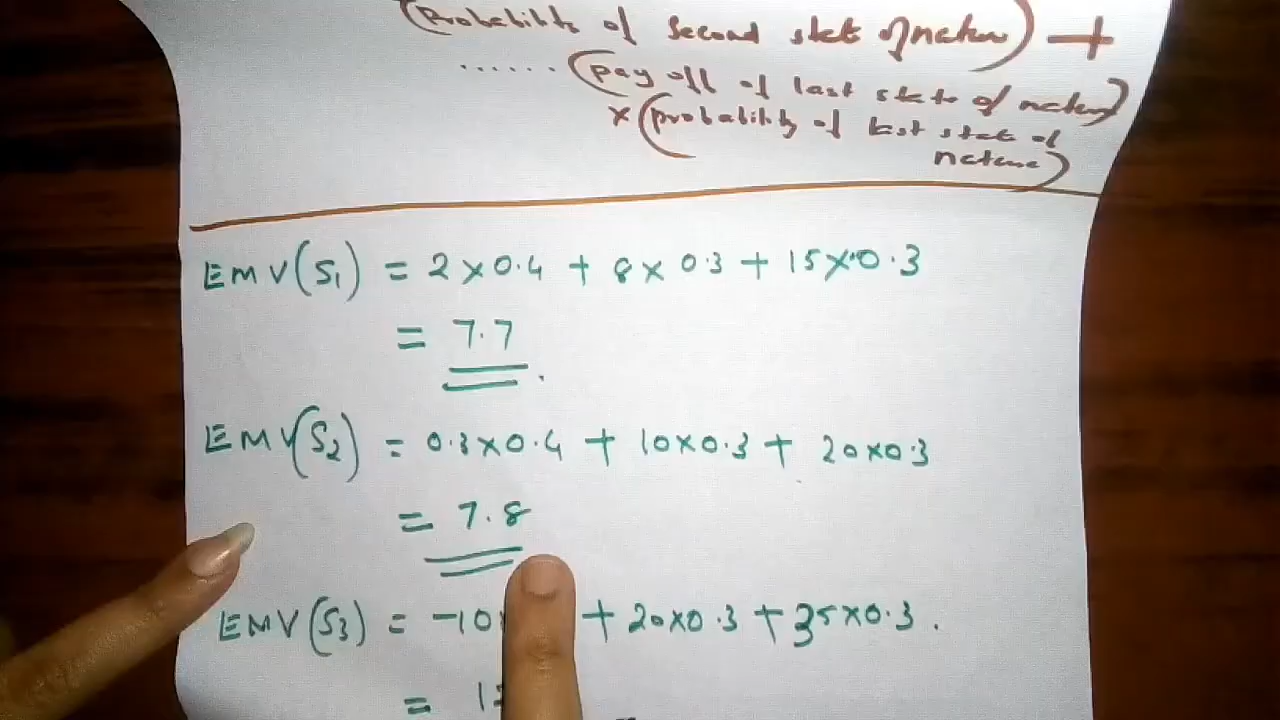 (Probability of second state of nature) +
...... (pay off of last state of nature)
× (probability of last state of
nature)
EMV(S₁) = 2 × 0.4 + 8 × 0.3 + 15 × 0.3
= 7.7
EMV(S₂) = 0.3 × 0.4 + 10 × 0.3 + 20 × 0.3
= 7.8
EMV(S₃) = -10 + 20 × 0.3 + 35 × 0.3 .
= 1